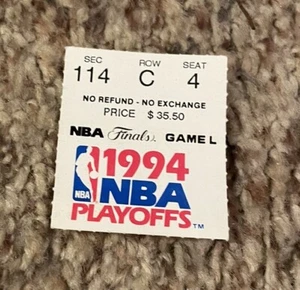 SEC ROW SEAT
114 C 4
NO REFUND - NO EXCHANGE
PRICE $ 35.50
NBA Finals. GAME L
1994
NBA
NBA
PLAYOFFS TM